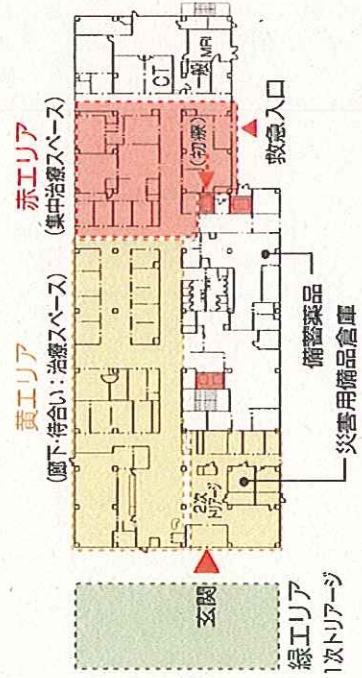 赤エリア
(集中治療スペース)
黄エリア
(廊下・待合い：治療スペース)
CT
一般
MRI
(初療)
救急入口
2次
トリアージ
玄関
備蓄薬品
災害用備品倉庫
緑エリア
1次トリアージ